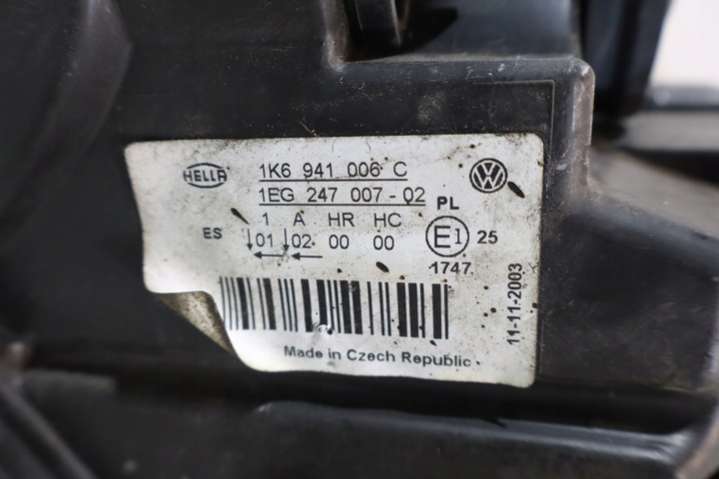 HELLA 1K6 941 006 C
1EG 247 007-02
PL
1 A HR HC
ES 01 02 00 00 E1 25
1747
11-11-2003
Made in Czech Republic